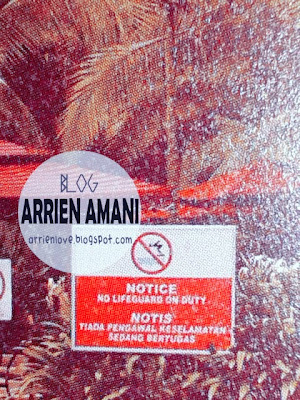 BLOG
ARRIEN AMANI
arrienlove.blogspot.com
NOTICE
NO LIFEGUARD ON DUTY
NOTIS
TIADA PENGAWAL KESELAMATAN
SEDANG BERTUGAS